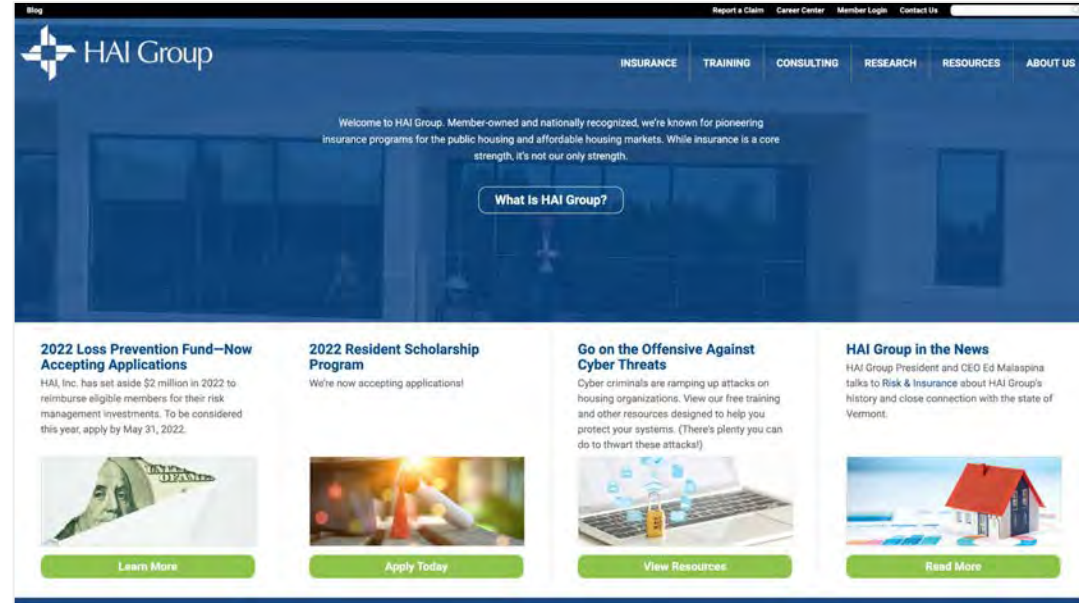 Blog
Report a Claim Career Center Member Login Contact Us
HAI Group
INSURANCE TRAINING CONSULTING RESEARCH RESOURCES ABOUT US
Welcome to HAI Group. Member-owned and nationally recognized, we're known for pioneering
insurance programs for the public housing and affordable housing markets. While insurance is a core
strength, it's not our only strength.
What Is HAI Group?
2022 Loss Prevention Fund—Now
Accepting Applications
HAI, Inc. has set aside $2 million in 2022 to
reimburse eligible members for their risk
management investments. To be considered
this year, apply by May 31, 2022.
Learn More
2022 Resident Scholarship
Program
We're now accepting applications!
Apply Today
Go on the Offensive Against
Cyber Threats
Cyber criminals are ramping up attacks on
housing organizations. View our free training
and other resources designed to help you
protect your systems. (There's plenty you can
do to thwart these attacks!)
View Resources
HAI Group in the News
HAI Group President and CEO Ed Malaspina
talks to Risk & Insurance about HAI Group's
history and close connection with the state of
Vermont.
Read More